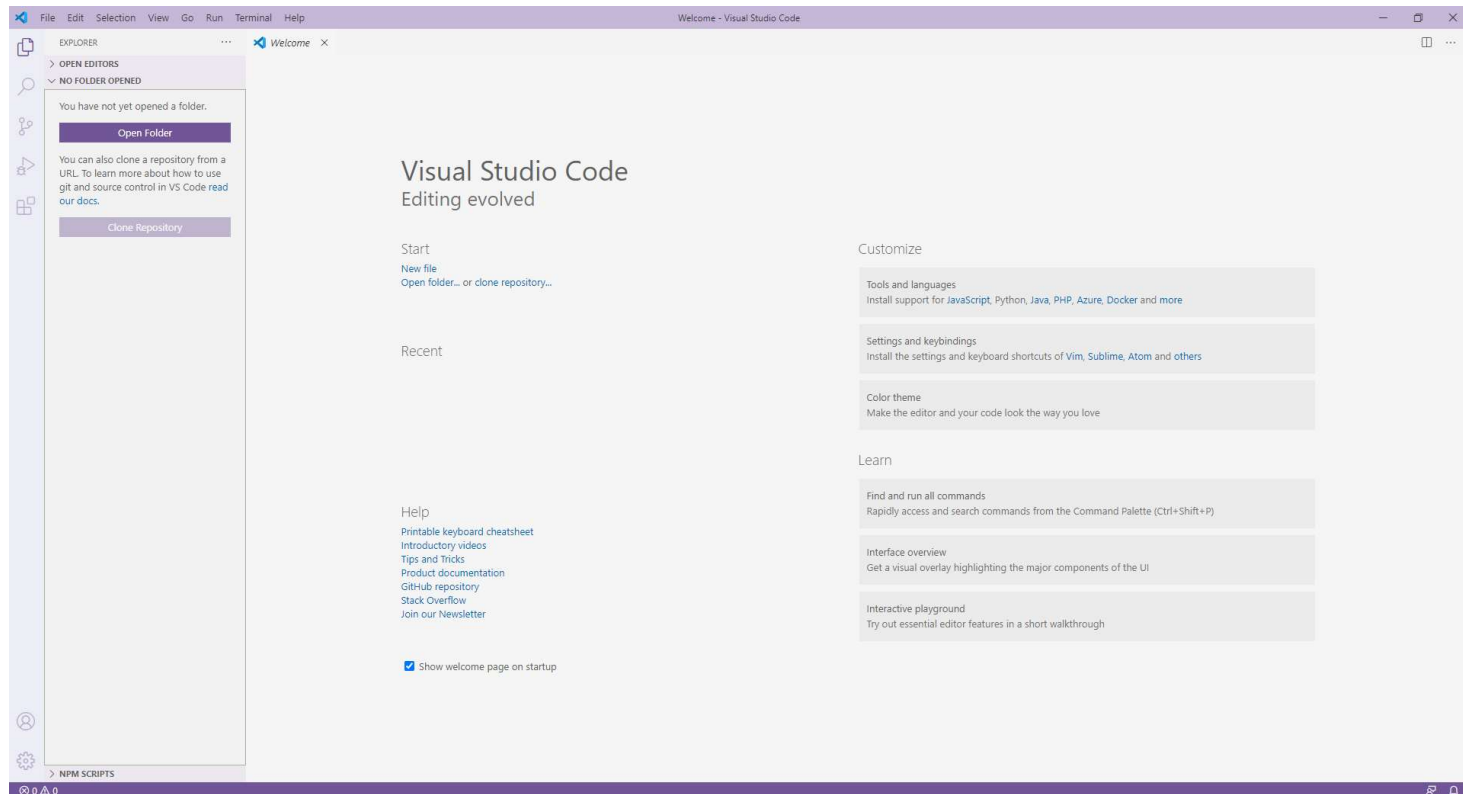 File Edit Selection View Go Run Terminal Help
Welcome - Visual Studio Code
EXPLORER
Welcome
OPEN EDITORS
NO FOLDER OPENED
You have not yet opened a folder.
Open Folder
You can also clone a repository from a
URL. To learn more about how to use
git and source control in VS Code read
our docs.
Clone Repository
NPM SCRIPTS
Visual Studio Code
Editing evolved
Start
New file
Open folder... or clone repository...
Recent
Help
Printable keyboard cheatsheet
Introductory videos
Tips and Tricks
Product documentation
GitHub repository
Stack Overflow
Join our Newsletter
Show welcome page on startup
Customize
Tools and languages
Install support for JavaScript, Python, Java, PHP, Azure, Docker and more
Settings and keybindings
Install the settings and keyboard shortcuts of Vim, Sublime, Atom and others
Color theme
Make the editor and your code look the way you love
Learn
Find and run all commands
Rapidly access and search commands from the Command Palette (Ctrl+Shift+P)
Interface overview
Get a visual overlay highlighting the major components of the UI
Interactive playground
Try out essential editor features in a short walkthrough
0 0